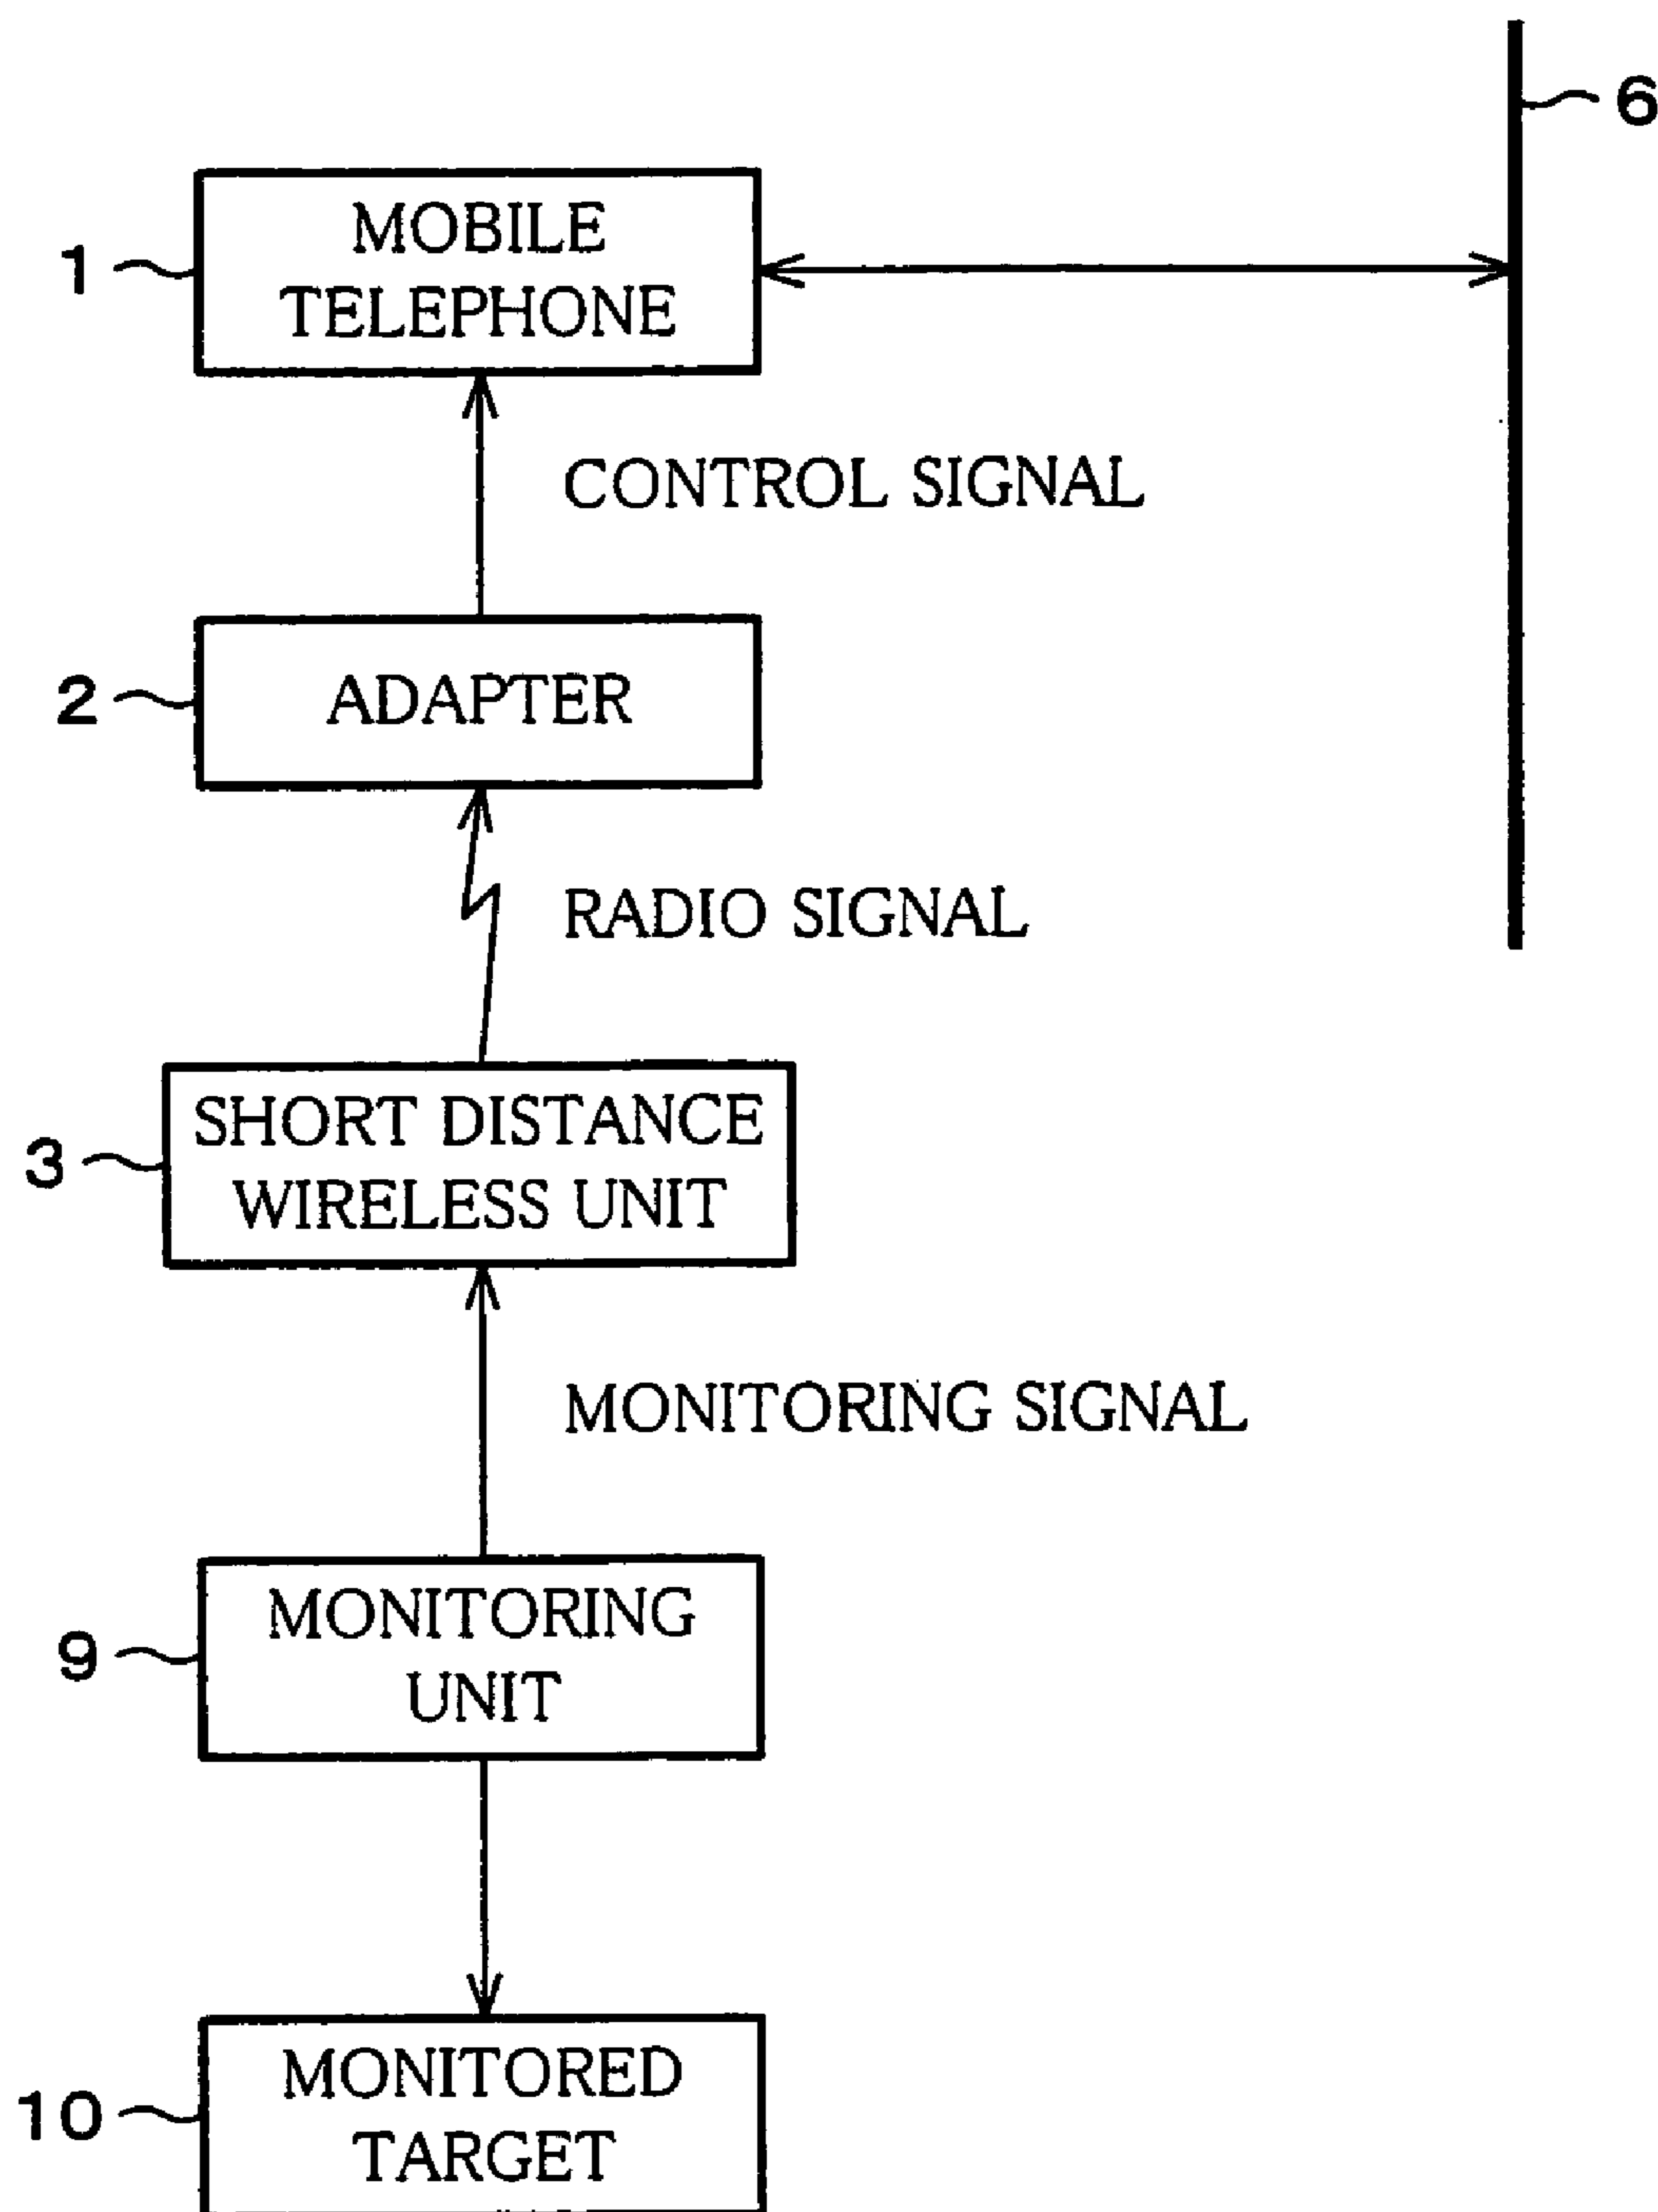 6
1
MOBILE
TELEPHONE
CONTROL SIGNAL
2
ADAPTER
RADIO SIGNAL
3
SHORT DISTANCE
WIRELESS UNIT
MONITORING SIGNAL
9
MONITORING
UNIT
10
MONITORED
TARGET